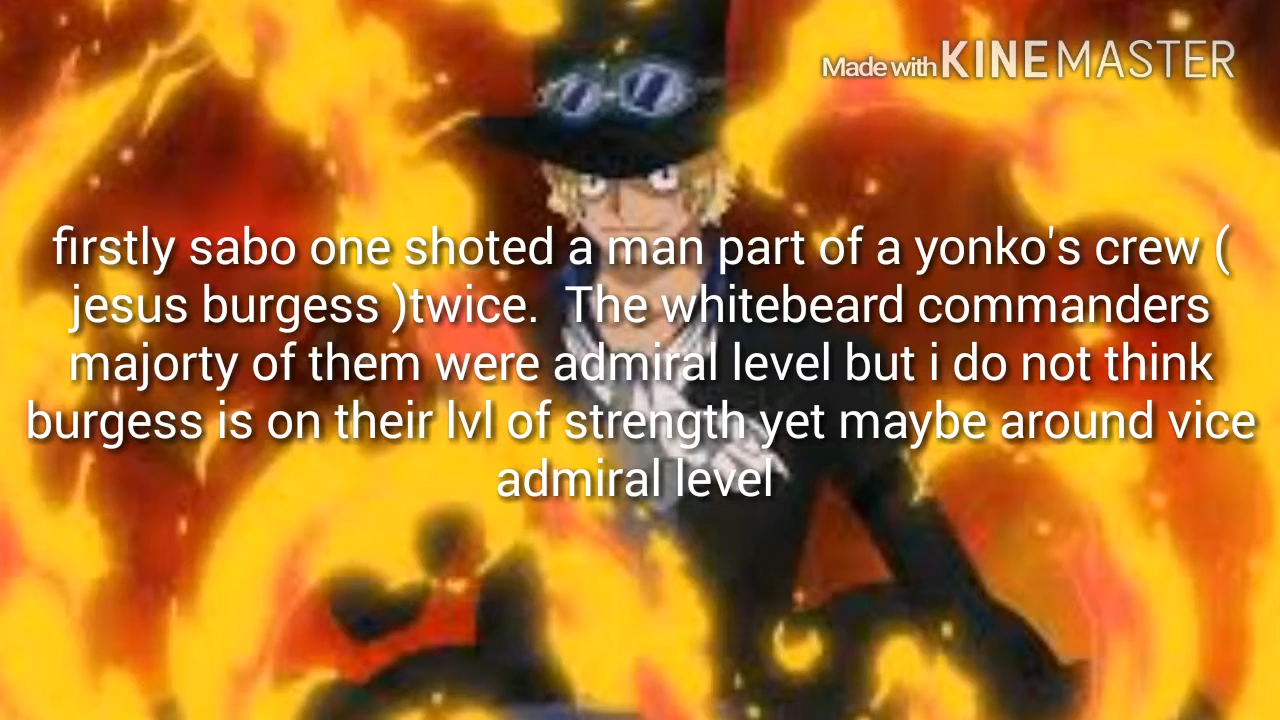 Made with KINEMASTER
firstly sabo one shoted a man part of a yonko's crew (
jesus burgess )twice.  The whitebeard commanders
majorty of them were admiral level but i do not think
burgess is on their lvl of strength yet maybe around vice
admiral level